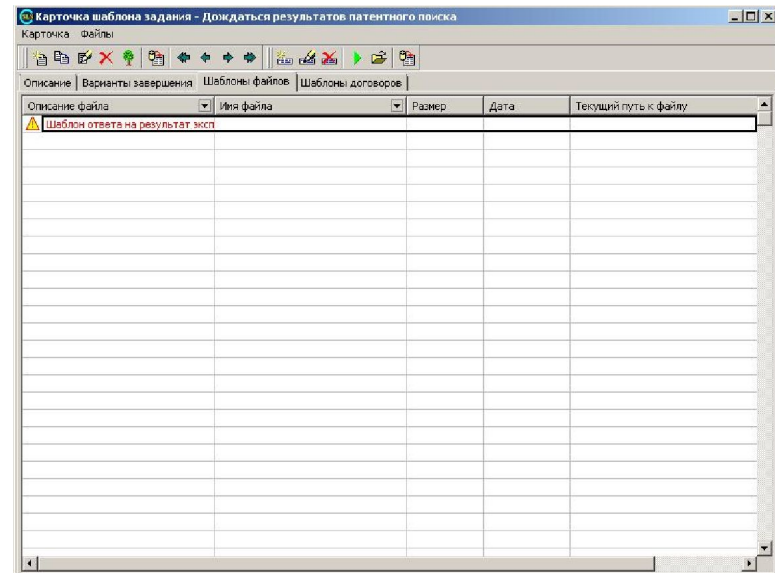 Карточка шаблона задания - Дождаться результатов патентного поиска
Карточка Файлы
Описание Варианты завершения Шаблоны файлов Шаблоны договоров
Описание файла Имя файла Размер Дата Текущий путь к файлу
Шаблон ответа на результат эксп